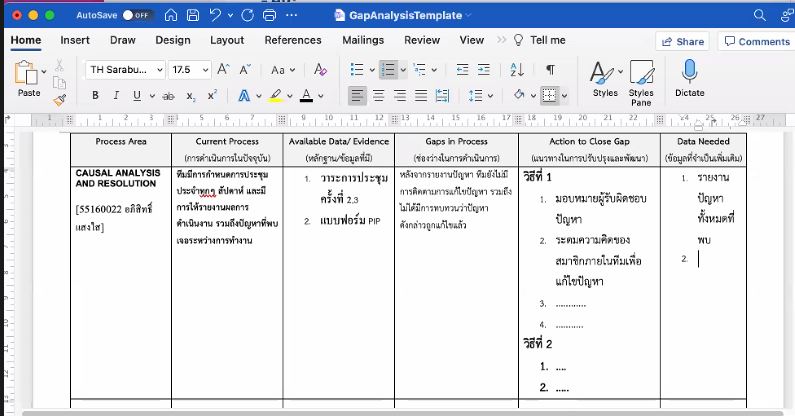 AutoSave OFF
GapAnalysisTemplate
Home Insert Draw Design Layout References Mailings Review View >> Tell me
Share Comments
Paste
TH Sarabu... 17.5
Aa
B I U ab x₂ x²
Styles
Styles Pane
Dictate
Process Area
Current Process
(การดำเนินการในปัจจุบัน)
Available Data/ Evidence
(หลักฐาน/ข้อมูลที่มี)
Gaps in Process
(ช่องว่างในการดำเนินการ)
Action to Close Gap
(แนวทางในการปรับปรุงและพัฒนา)
Data Needed
(ข้อมูลที่จำเป็นเพิ่มเติม)
CAUSAL ANALYSIS
AND RESOLUTION
[55160022 อภิสิทธิ์
แสงใส]
ทีมมีการกำหนดการประชุม
ประจำทุกๆ สัปดาห์ และมี
การให้รายงานผลการ
ดำเนินงาน รวมถึงปัญหาที่พบ
เจอระหว่างการทำงาน
1. วาระการประชุม
ครั้งที่ 2,3
2. แบบฟอร์ม PIP
หลังจากรายงานปัญหา ทีมยังไม่มี
การติดตามการแก้ไขปัญหา รวมถึง
ไม่ได้มีการทบทวนว่าปัญหา
ดังกล่าวถูกแก้ไขแล้ว
วิธีที่ 1
1. มอบหมายผู้รับผิดชอบ
ปัญหา
2. ระดมความคิดของ
สมาชิกภายในทีมเพื่อ
แก้ไขปัญหา
3. ............
4. ...........
วิธีที่ 2
1. ....
2. .....
1. รายงาน
ปัญหา
ทั้งหมดที่
พบ
2.